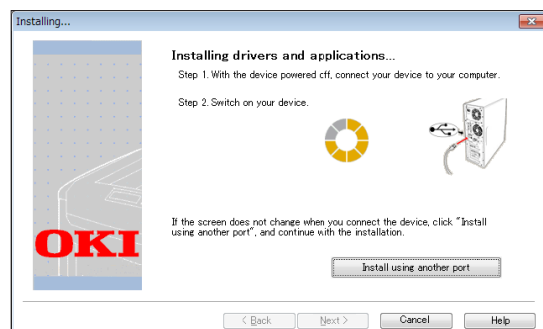 Installing...
Installing drivers and applications...
Step 1. With the device powered off, connect your device to your computer.
Step 2. Switch on your device.
OKI
If the screen does not change when you connect the device, click "Install
using another port", and continue with the installation.
Install using another port
< Back
Next >
Cancel
Help